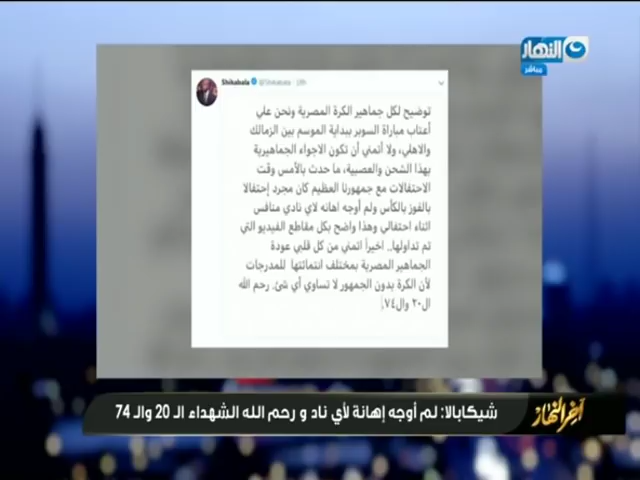 النهار
مباشر
Shikabala @Shikabala · 18h
توضيح لكل جماهير الكرة المصرية ونحن علي
أعتاب مباراة السوبر ببداية الموسم بين الزمالك
والاهلي، ولا أتمني أن تكون الاجواء الجماهيرية
بهذا الشحن والعصبية، ما حدث بالأمس وقت
الاحتفالات مع جمهورنا العظيم كان مجرد إحتفالا
بالفوز بالكأس ولم أوجه اهانه لاي نادي منافس
اثناء احتفالي وهذا واضح بكل مقاطع الفيديو التي
تم تداولها.. اخيراً اتمني من كل قلبي عودة
الجماهير المصرية بمختلف انتمائتها للمدرجات
لأن الكرة بدون الجمهور لا تساوي أي شئ. رحم الله
ال٢٠ وال٧٤.
شيكابالا: لم أوجه إهانة لأي ناد و رحم الله الشهداء الـ 20 والـ 74
آخر النهار